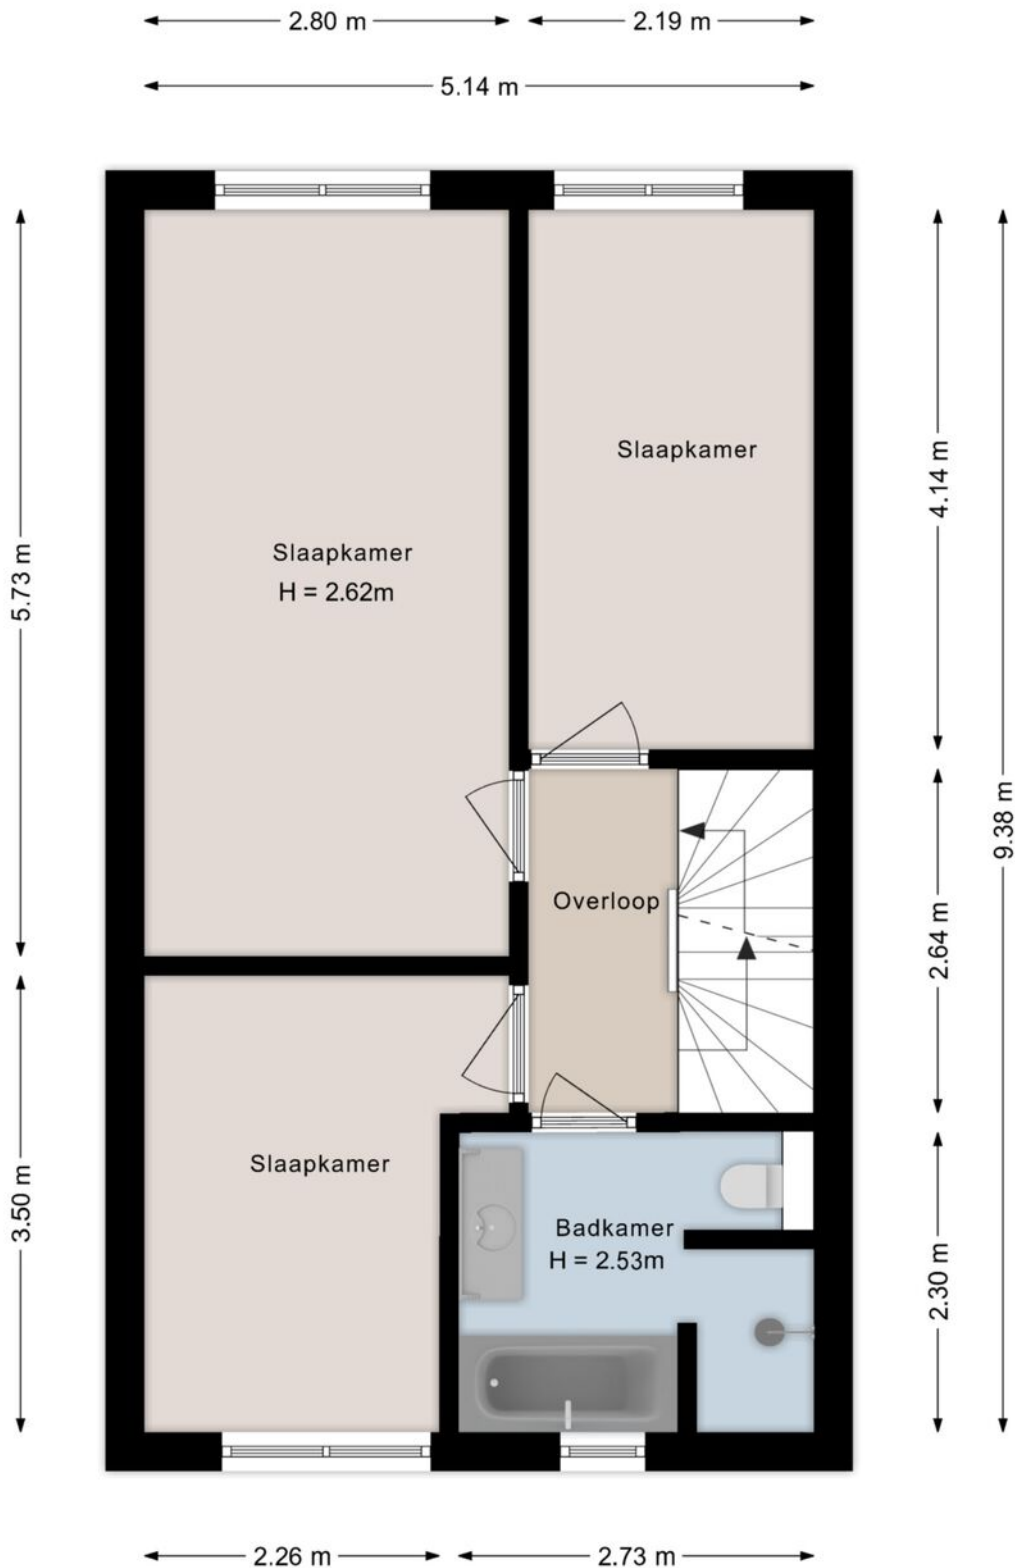 2.80 m
2.19 m
5.14 m
Slaapkamer
4.14 m
Slaapkamer
H = 2.62m
5.73 m
9.38 m
Overloop
2.64 m
Slaapkamer
3.50 m
Badkamer
H = 2.53m
2.30 m
2.26 m
2.73 m